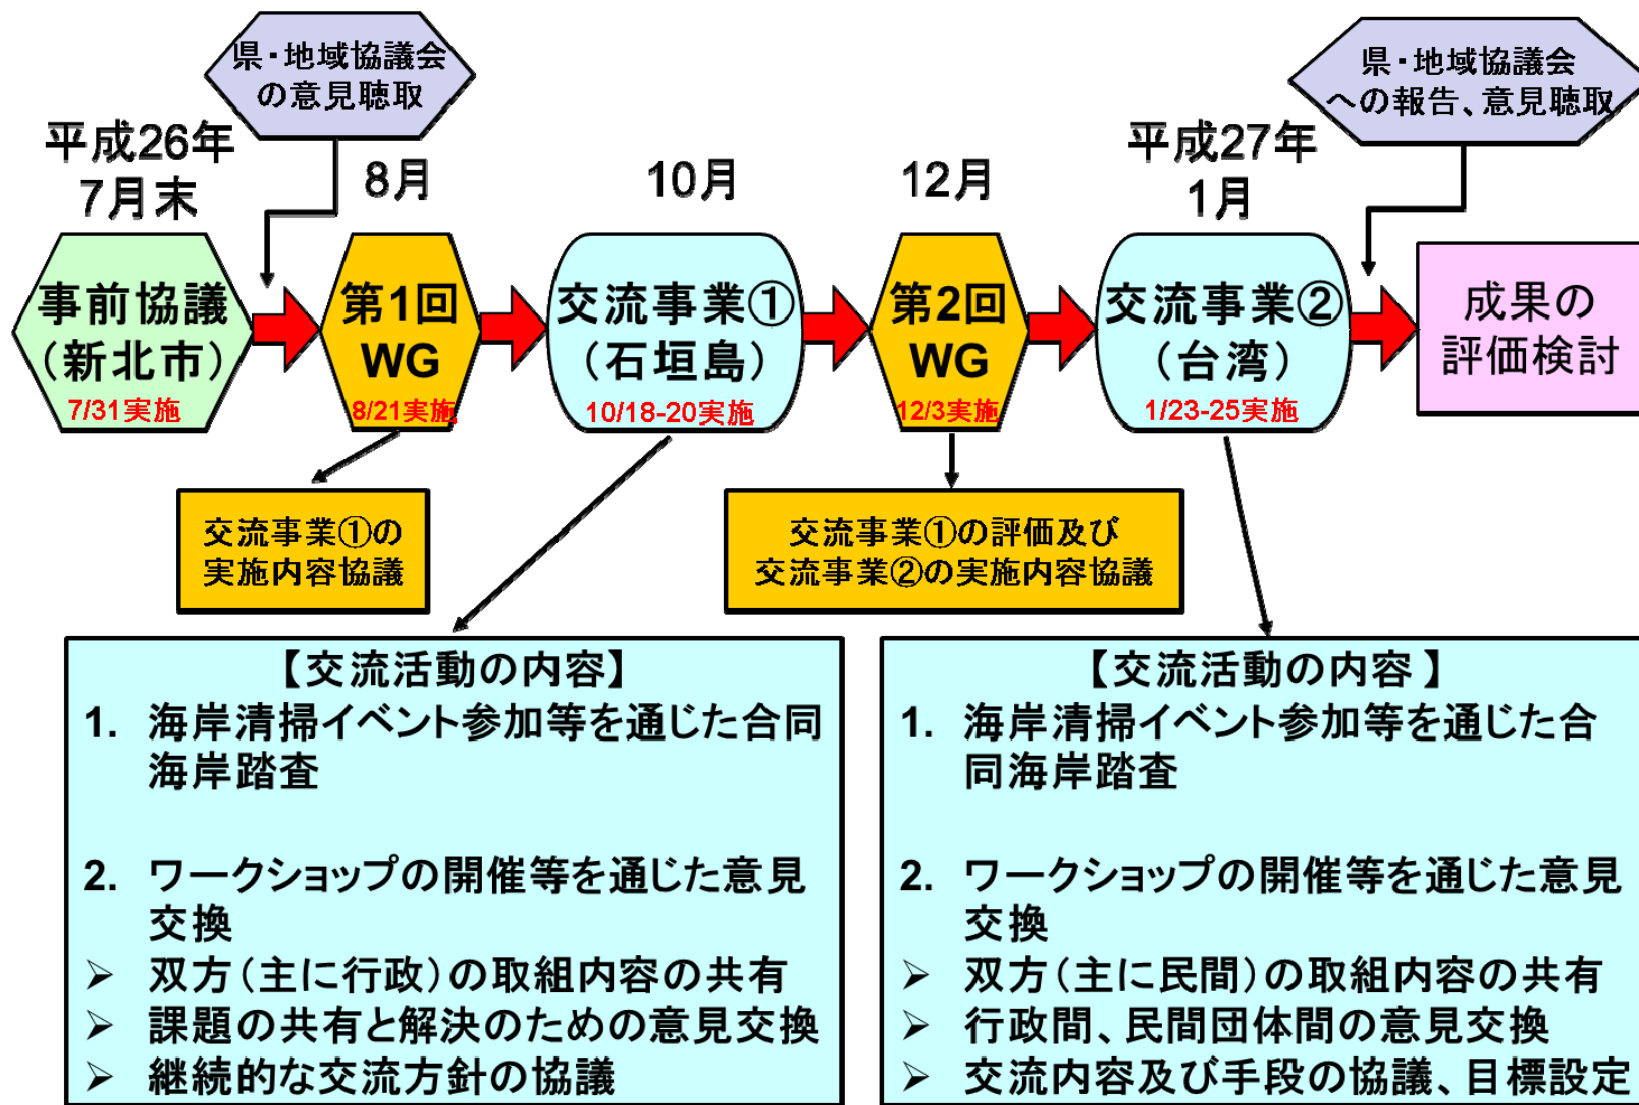 県・地域協議会
の意見聴取
県・地域協議会
への報告、意見聴取
平成26年
7月末
8月
10月
12月
平成27年
1月
事前協議
（新北市）
7/31実施
第1回
WG
8/21実施
交流事業①
（石垣島）
10/18-20実施
第2回
WG
12/3実施
交流事業②
（台湾）
1/23-25実施
成果の
評価検討
交流事業①の
実施内容協議
交流事業①の評価及び
交流事業②の実施内容協議
【交流活動の内容】
1. 海岸清掃イベント参加等を通じた合同
海岸踏査
2. ワークショップの開催等を通じた意見
交換
➢ 双方（主に行政）の取組内容の共有
➢ 課題の共有と解決のための意見交換
➢ 継続的な交流方針の協議
【交流活動の内容】
1. 海岸清掃イベント参加等を通じた合
同海岸踏査
2. ワークショップの開催等を通じた意見
交換
➢ 双方（主に民間）の取組内容の共有
➢ 行政間、民間団体間の意見交換
➢ 交流内容及び手段の協議、目標設定